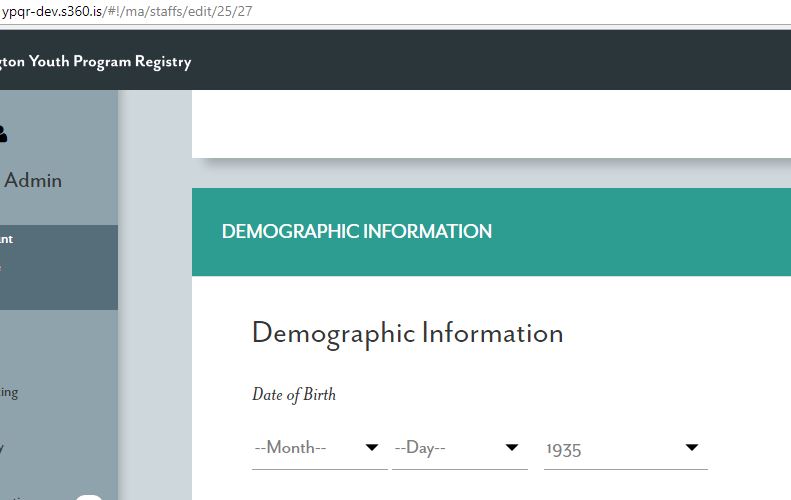 ypqr-dev.s360.is/#!/ma/staffs/edit/25/27
gton Youth Program Registry
Admin
nt
DEMOGRAPHIC INFORMATION
Demographic Information
Date of Birth
ing
y
--Month-- --Day-- 1935